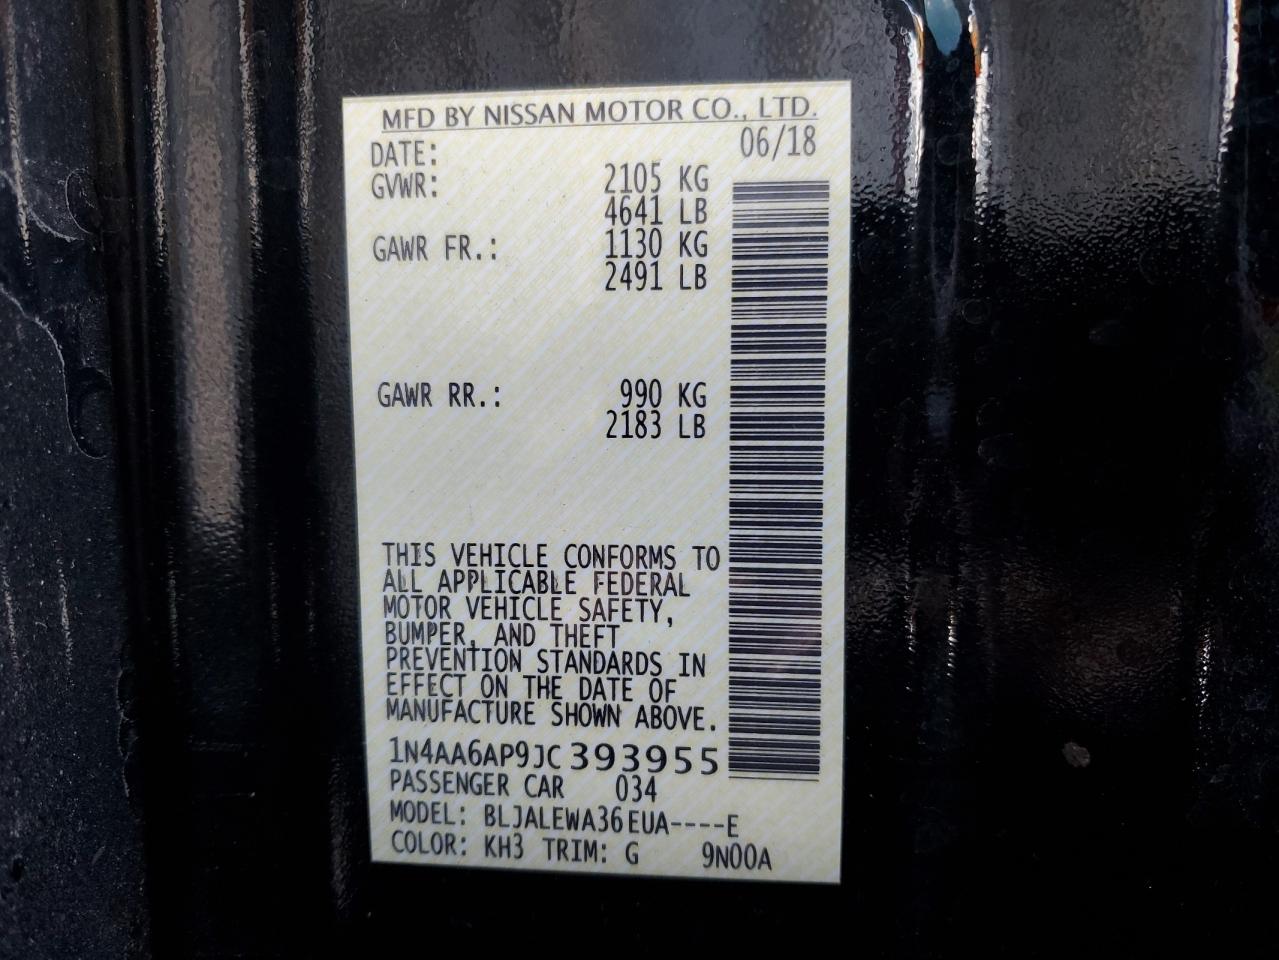 MFD BY NISSAN MOTOR CO., LTD.
DATE: 06/18
GVWR: 2105 KG
4641 LB
GAWR FR.: 1130 KG
2491 LB
GAWR RR.: 990 KG
2183 LB
THIS VEHICLE CONFORMS TO
ALL APPLICABLE FEDERAL
MOTOR VEHICLE SAFETY,
BUMPER, AND THEFT
PREVENTION STANDARDS IN
EFFECT ON THE DATE OF
MANUFACTURE SHOWN ABOVE.
1N4AA6AP9JC393955
PASSENGER CAR 034
MODEL: BLJALEWA36EUA----E
COLOR: KH3 TRIM: G 9N00A